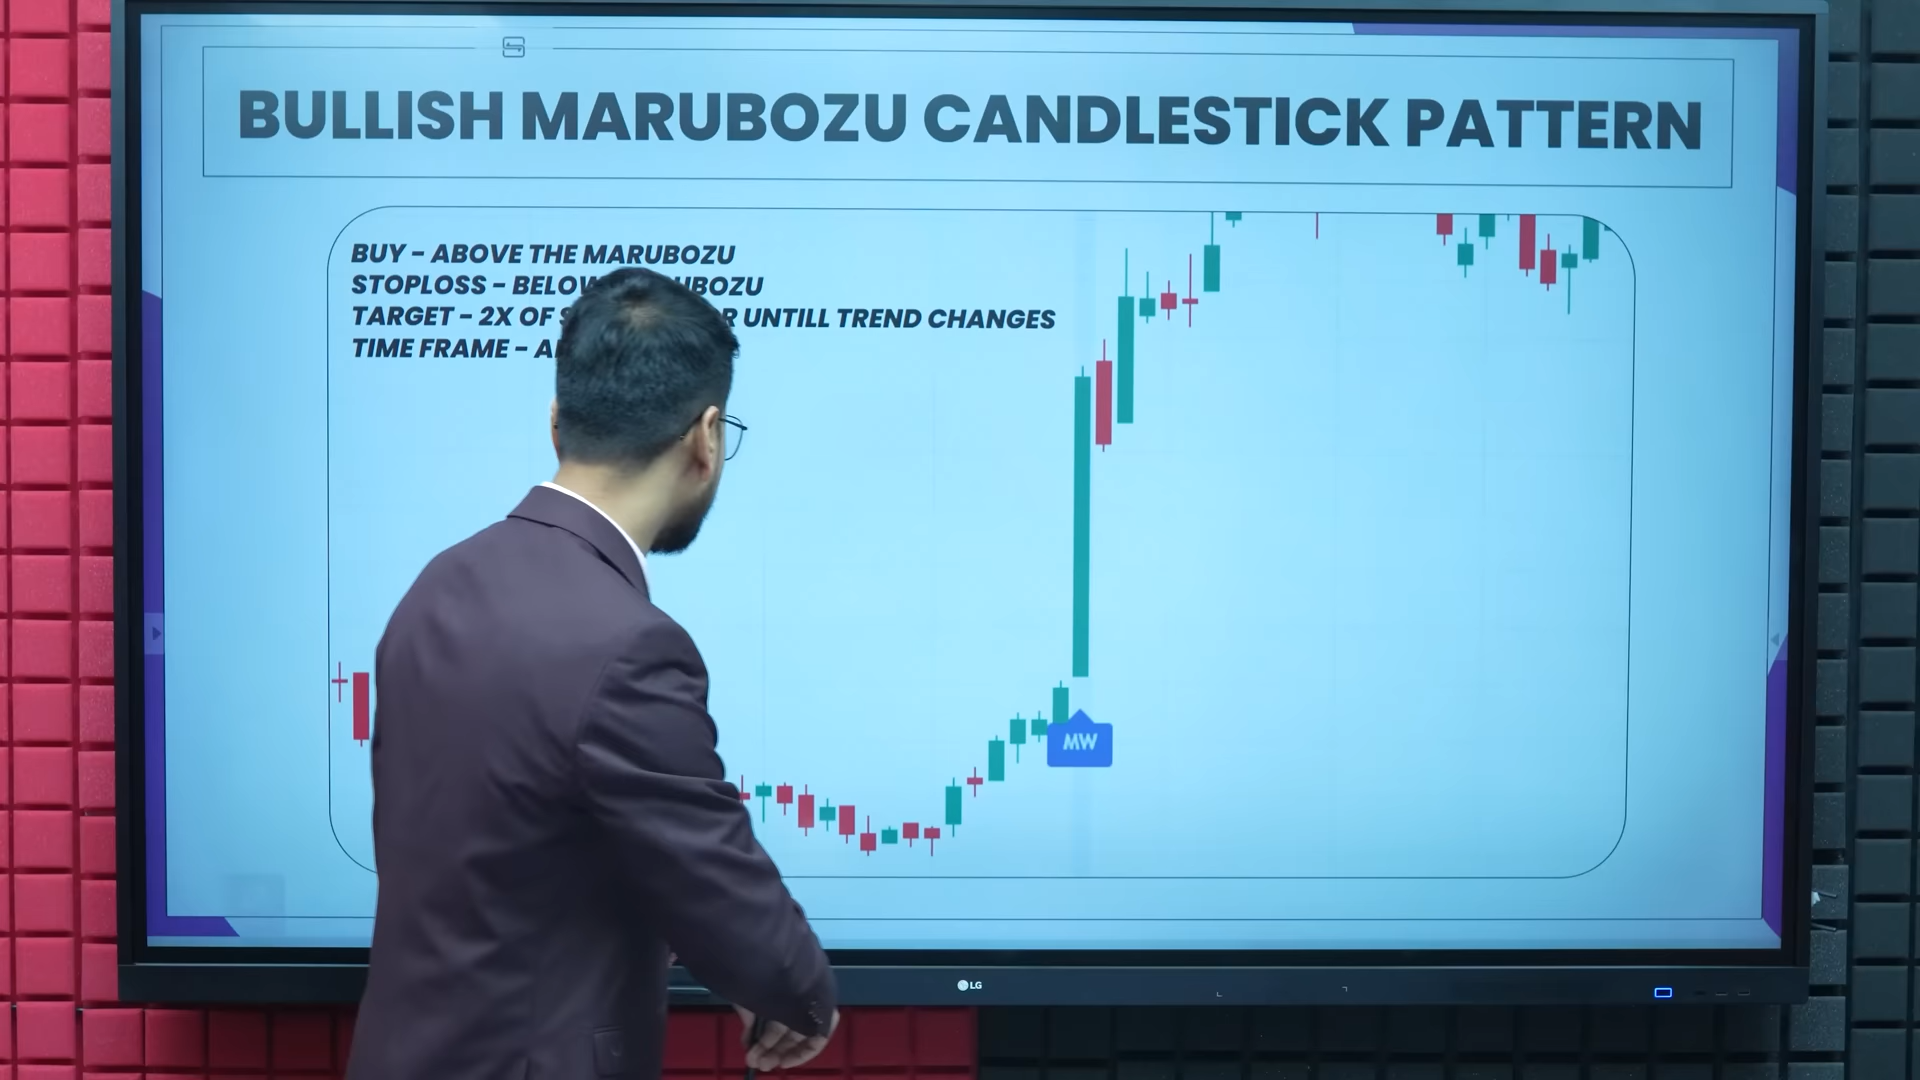 BULLISH MARUBOZU CANDLESTICK PATTERN
BUY - ABOVE THE MARUBOZU
STOPLOSS - BELOW
TARGET - 2X OF UNTILL TREND CHANGES
TIME FRAME -
MW
LG